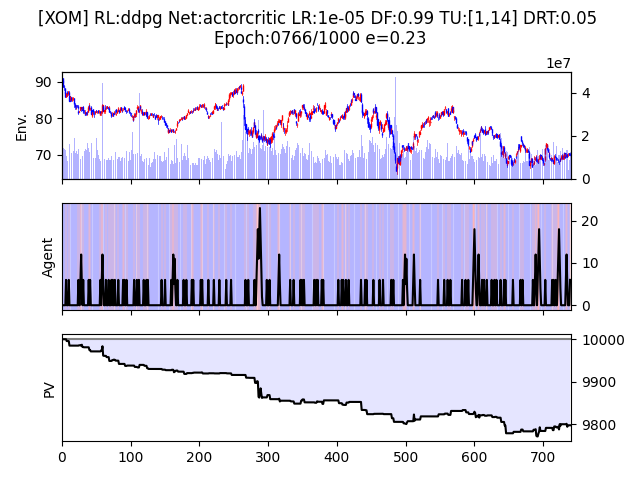 [XOM] RL:ddpg Net:actorcritic LR:1e-05 DF:0.99 TU:[1,14] DRT:0.05
Epoch:0766/1000 e=0.23
1e7
90
80
70
Env.
4
2
0
Agent
20
10
0
PV
10000
9900
9800
0 100 200 300 400 500 600 700